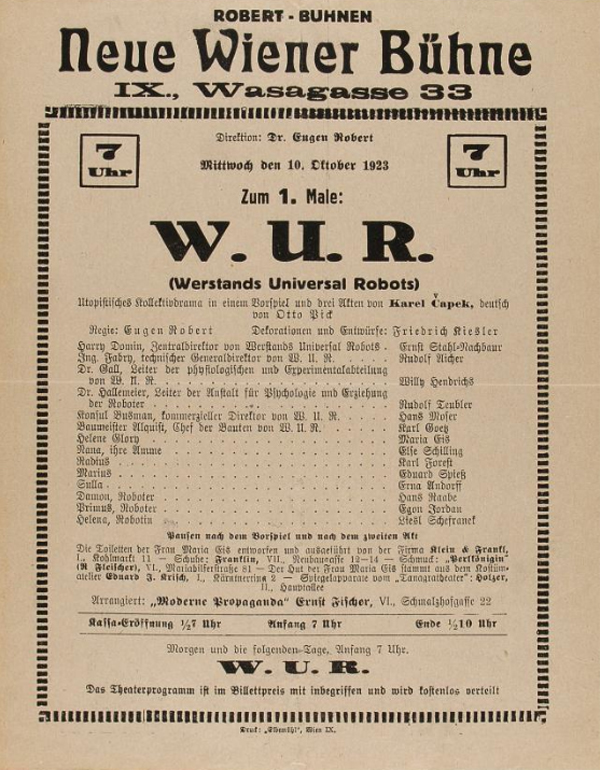 ROBERT - BUHNEN
Neue Wiener Bühne
IX., Wasagasse 33
7 Uhr
Direktion: Dr. Eugen Robert
7 Uhr
Mittwoch den 10. Oktober 1923
Zum 1. Male:
W. U. R.
(Werstands Universal Robots)
Utopistisches Kollektivdrama in einem Vorspiel und drei Akten von Karel Čapek, deutsch
von Otto Pick
Regie: Eugen Robert Dekorationen und Entwürfe: Friedrich Kiesler
Harry Domin, Zentraldirektor von Werstands Universal Robots . Ernst Stahl-Nachbaur
Ing. Fabry, technischer Generaldirektor von W. U. R. . . . . Rudolf Aicher
Dr. Gall, Leiter der physiologischen und Experimentalabteilung
von W. U. R. . . . . . . . . . . . . . . . . Willy Hendrichs
Dr. Hallemeier, Leiter der Anstalt für Psychologie und Erziehung
der Roboter . . . . . . . . . . . . . . . . . Rudolf Teubler
Konsul Busman, kommerzieller Direktor von W. U. R. . . . . Hans Moser
Baumeister Alquist, Chef der Bauten von W. U. R. . . . . . Karl Goetz
Helene Glory . . . . . . . . . . . . . . . . . Maria Eis
Nana, ihre Amme . . . . . . . . . . . . . . . . Else Schilling
Radius . . . . . . . . . . . . . . . . . . . Karl Forest
Marius . . . . . . . . . . . . . . . . . . . Eduard Spieß
Sulla . . . . . . . . . . . . . . . . . . . Erna Andorff
Damon, Roboter . . . . . . . . . . . . . . . . Hans Raabe
Primus, Roboter . . . . . . . . . . . . . . . . Egon Jordan
Helena, Robotin . . . . . . . . . . . . . . . . Liesl Schefranek
Pausen nach dem Vorspiel und nach dem zweiten Akt
Die Toiletten der Frau Maria Eis entworfen und ausgeführt von der Firma Klein & Frankl,
I., Kohlmarkt 11 — Schuhe: Franklin, VII., Neubaugasse 12—14 — Schmuck: „Perlkönigin“
(R. Fleischer), VI., Mariahilferstraße 81 — Der Hut der Frau Maria Eis stammt aus dem Kostüm-
atelier Eduard J. Krisch, I., Kärntnerring 2 — Spiegelapparate vom „Tanagratheater“: Holzer,
II., Hauptallee
Arrangiert: „Moderne Propaganda“ Ernst Fischer, VI., Schmalzhofgasse 22
Kassa-Eröffnung ½7 Uhr Anfang 7 Uhr Ende ½10 Uhr
Morgen und die folgenden Tage, Anfang 7 Uhr.
W. U. R.
Das Theaterprogramm ist im Billettpreis mit inbegriffen und wird kostenlos verteilt
Druck: „Elbemühl“, Wien IX.